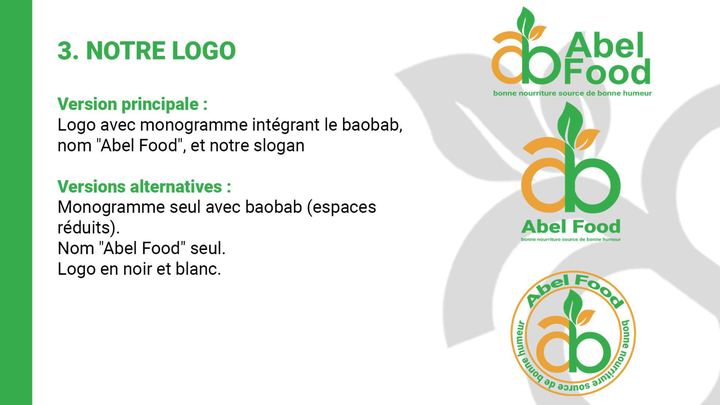 3. NOTRE LOGO
Version principale :
Logo avec monogramme intégrant le baobab,
nom "Abel Food", et notre slogan
Versions alternatives :
Monogramme seul avec baobab (espaces
réduits).
Nom "Abel Food" seul.
Logo en noir et blanc.
ab
Abel
Food
bonne nourriture source de bonne humeur
ab
Abel Food
bonne nourriture source de bonne humeur
Abel Food
ab
bonne nourriture source de bonne humeur